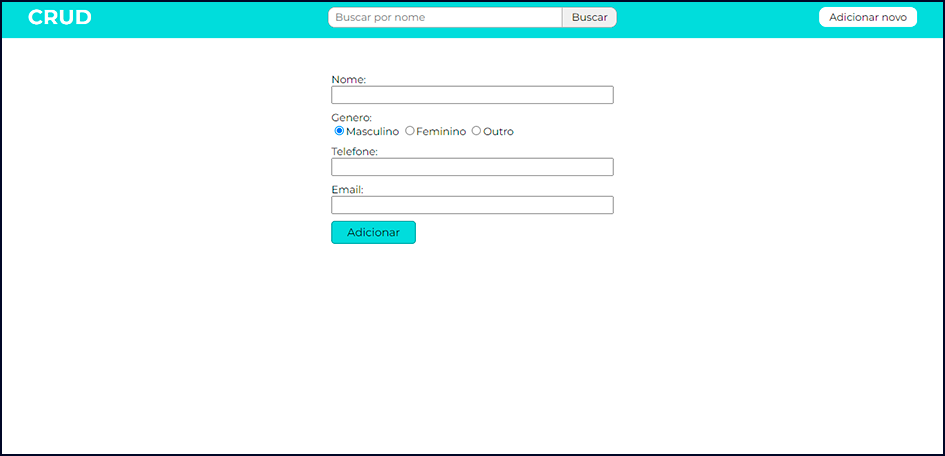 CRUD Buscar por nome Buscar Adicionar novo
Nome:
Genero:
Masculino Feminino Outro
Telefone:
Email:
Adicionar